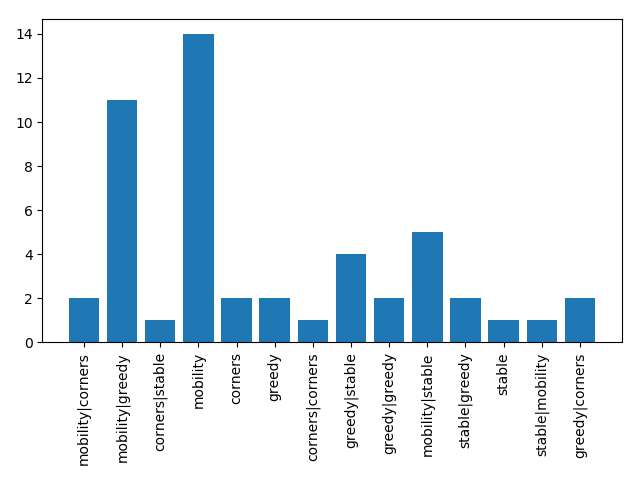 14
12
10
8
6
4
2
0
mobility|corners
mobility|greedy
corners|stable
mobility
corners
greedy
corners|corners
greedy|stable
greedy|greedy
mobility|stable
stable|greedy
stable
stable|mobility
greedy|corners